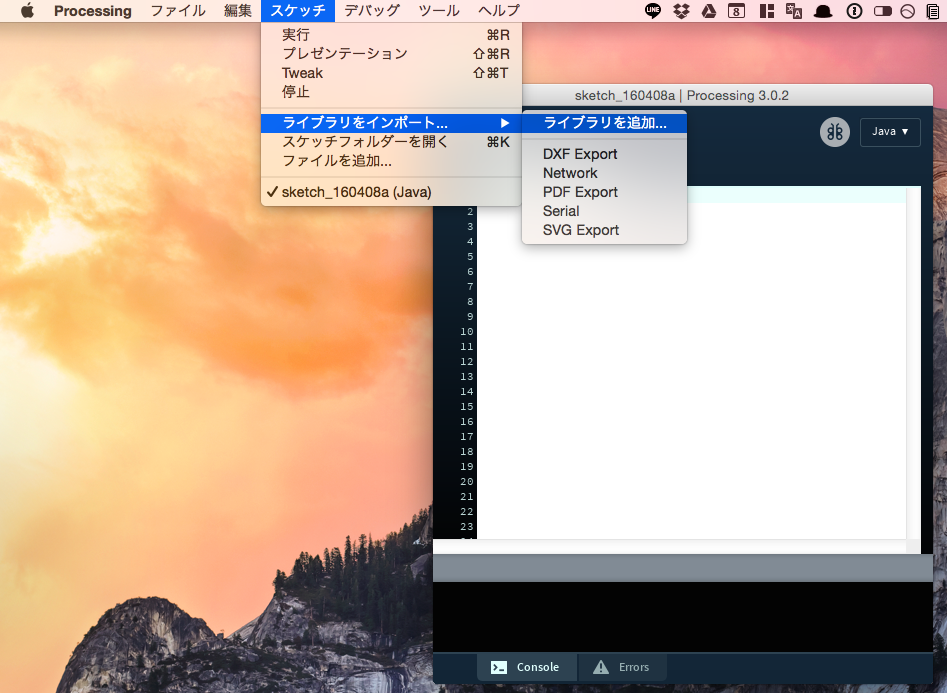 Processing ファイル 編集 スケッチ デバッグ ツール ヘルプ LINE 8
実行 ⌘R
プレゼンテーション ⇧⌘R
Tweak ⇧⌘T
停止
ライブラリをインポート... ▶
スケッチフォルダーを開く ⌘K
ファイルを追加...
✓ sketch_160408a (Java)
ライブラリを追加...
DXF Export
Network
PDF Export
Serial
SVG Export
sketch_160408a | Processing 3.0.2
Java ▼
2
3
4
5
6
7
8
9
10
11
12
13
14
15
16
17
18
19
20
21
22
23
Console Errors